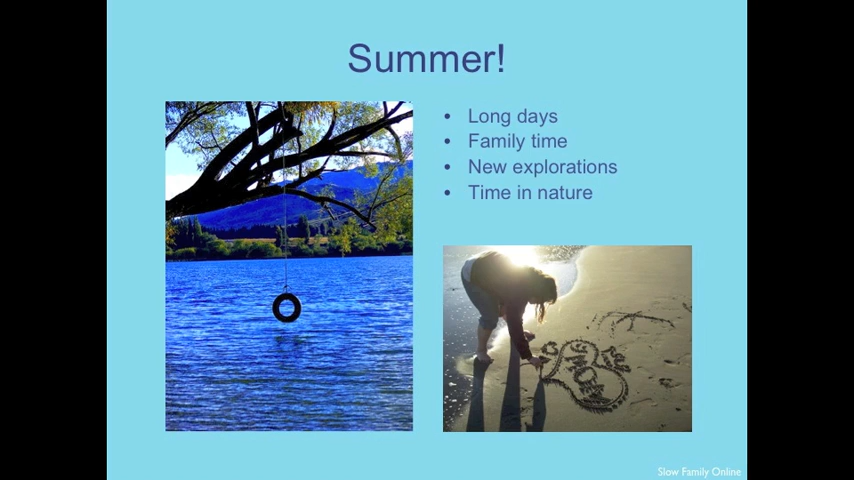 Summer!
• Long days
• Family time
• New explorations
• Time in nature
Slow Family Online